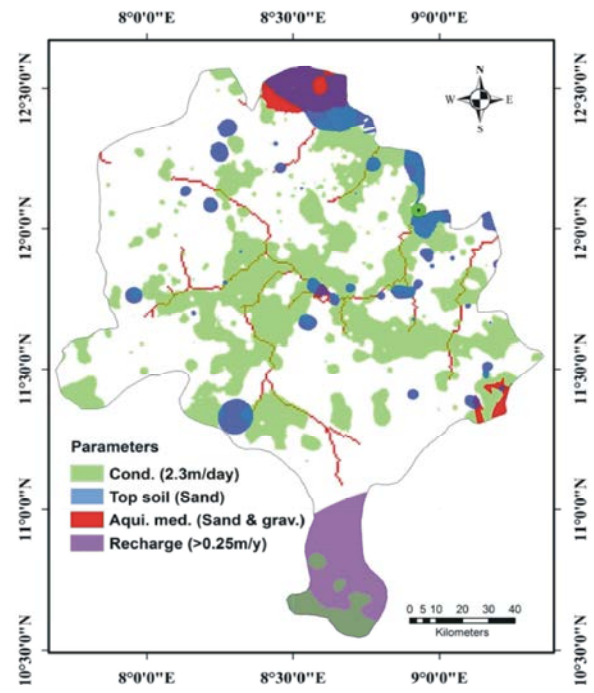 8°0'0"E 8°30'0"E 9°0'0"E
12°30'0"N 12°30'0"N
N
W E
S
12°0'0"N 12°0'0"N
11°30'0"N 11°30'0"N
Parameters
Cond. (2.3m/day)
Top soil (Sand)
Aqui. med. (Sand & grav.)
Recharge (>0.25m/y)
11°0'0"N 11°0'0"N
0 5 10 20 30 40
Kilometers
10°30'0"N 10°30'0"N
8°0'0"E 8°30'0"E 9°0'0"E